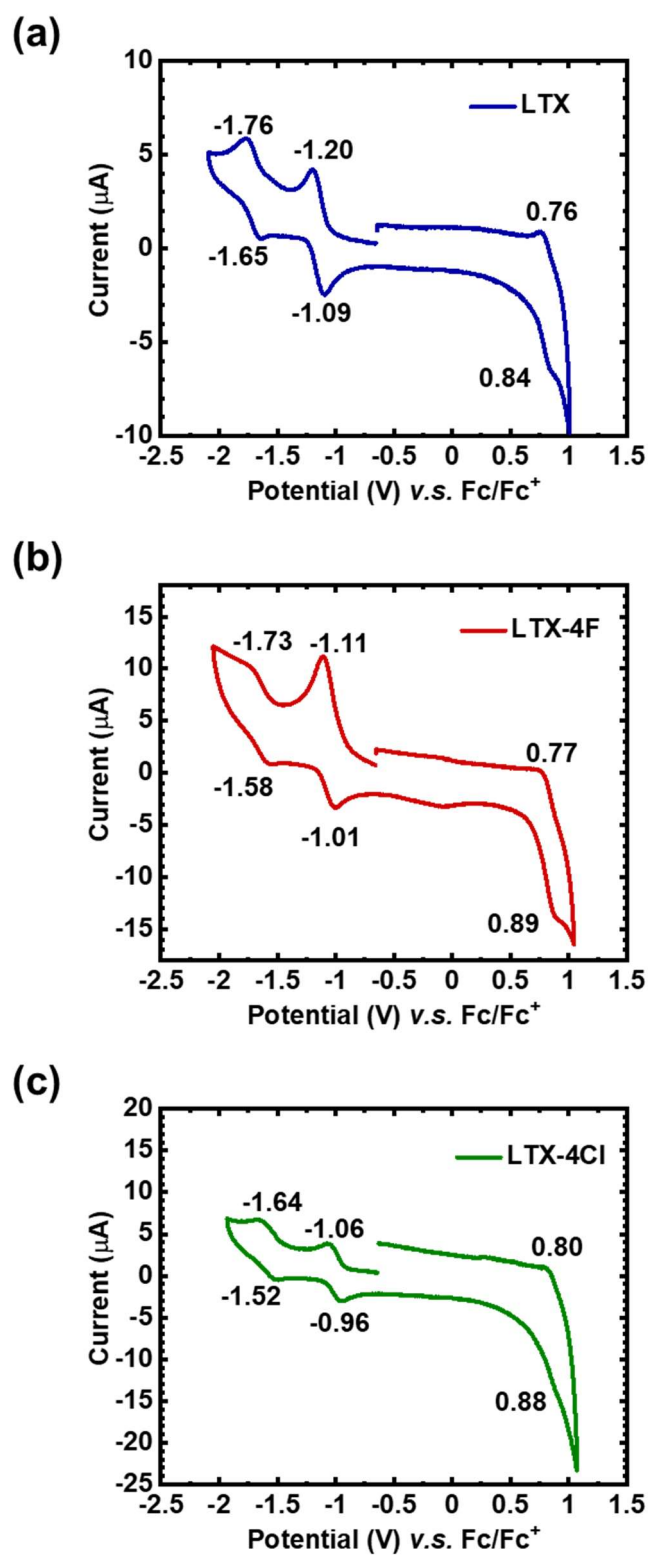 (a)
10
5
0
-5
-10
Current (μA)
LTX
-1.76
-1.20
0.76
-1.65
-1.09
0.84
-2.5 -2 -1.5 -1 -0.5 0 0.5 1 1.5
Potential (V) v.s. Fc/Fc+
(b)
15
10
5
0
-5
-10
-15
Current (μA)
LTX-4F
-1.73
-1.11
0.77
-1.58
-1.01
0.89
-2.5 -2 -1.5 -1 -0.5 0 0.5 1 1.5
Potential (V) v.s. Fc/Fc+
(c)
20
15
10
5
0
-5
-10
-15
-20
-25
Current (μA)
LTX-4Cl
-1.64
-1.06
0.80
-1.52
-0.96
0.88
-2.5 -2 -1.5 -1 -0.5 0 0.5 1 1.5
Potential (V) v.s. Fc/Fc+